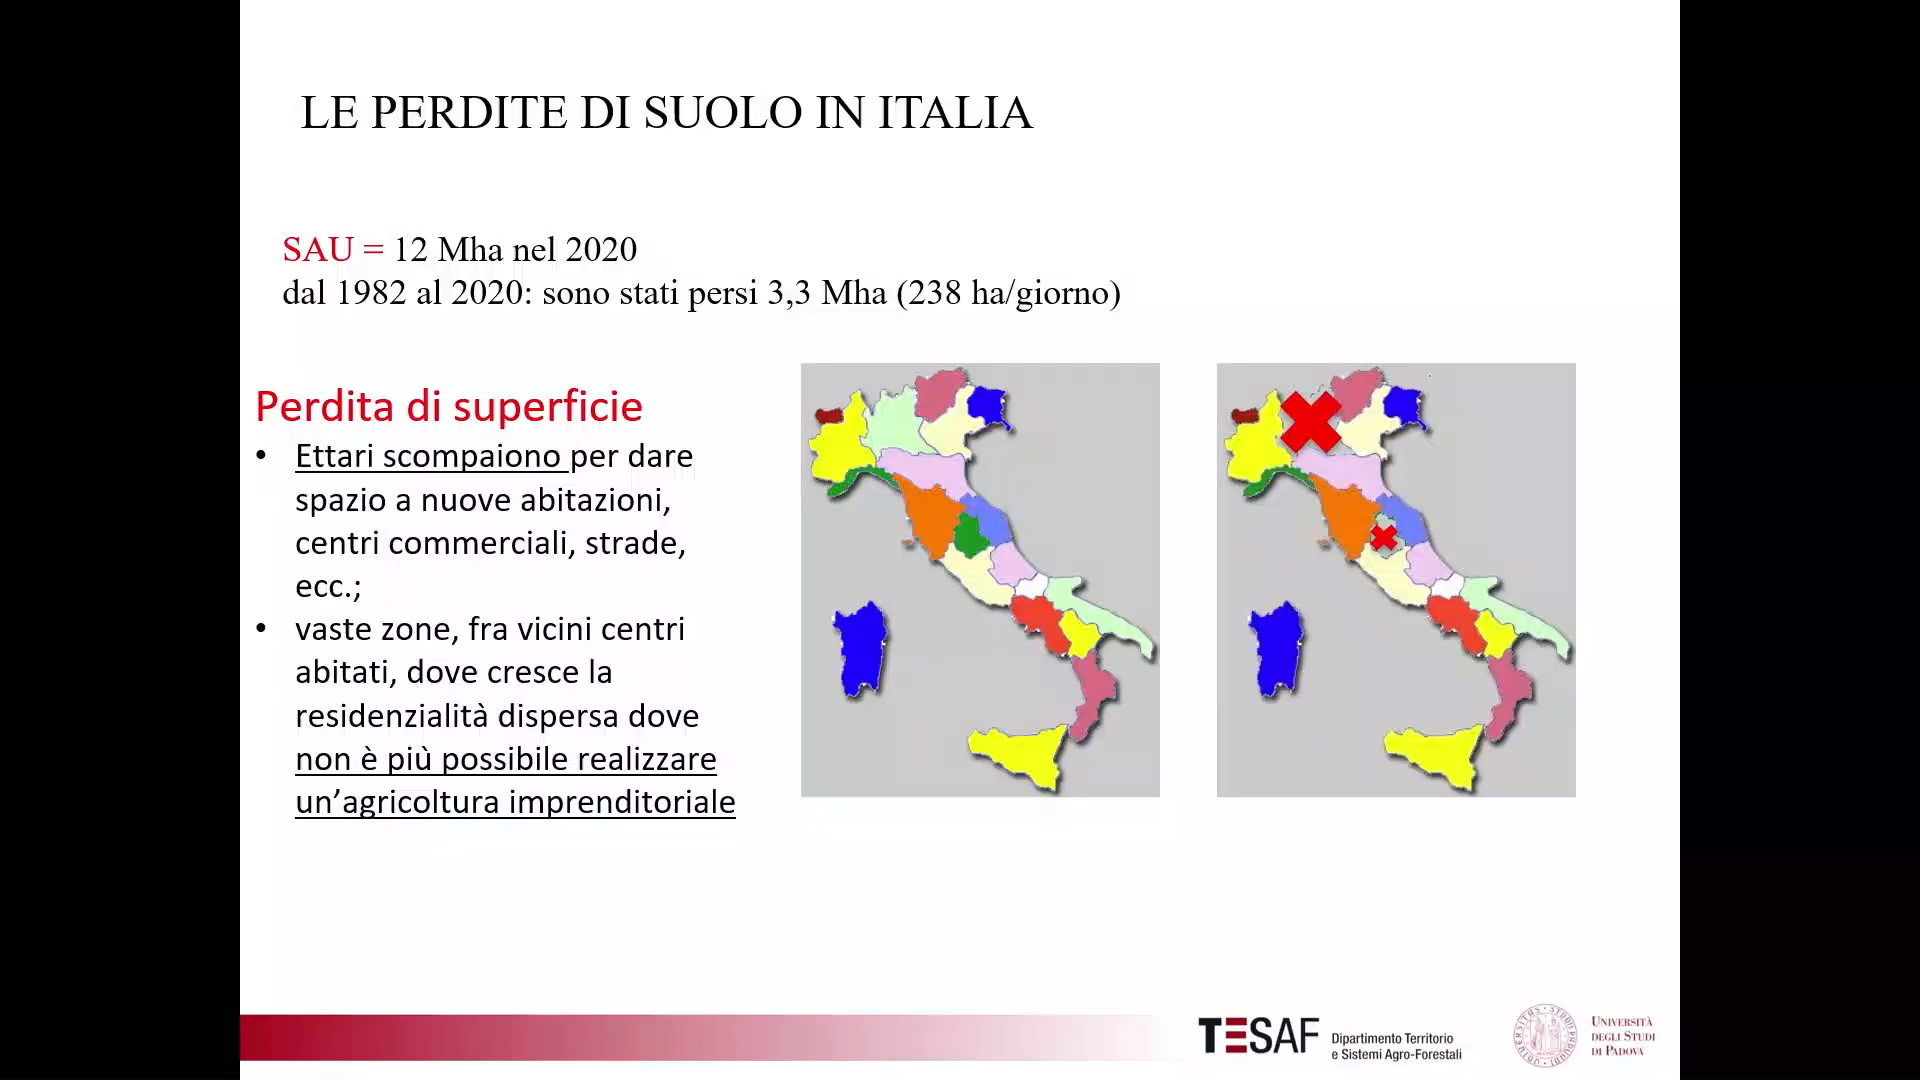 LE PERDITE DI SUOLO IN ITALIA
SAU = 12 Mha nel 2020
dal 1982 al 2020: sono stati persi 3,3 Mha (238 ha/giorno)
Perdita di superficie
• Ettari scompaiono per dare
spazio a nuove abitazioni,
centri commerciali, strade,
ecc.;
• vaste zone, fra vicini centri
abitati, dove cresce la
residenzialità dispersa dove
non è più possibile realizzare
un’agricoltura imprenditoriale
TESAF
Dipartimento Territorio
e Sistemi Agro-Forestali
UNIVERSITÀ
DEGLI STUDI
DI PADOVA